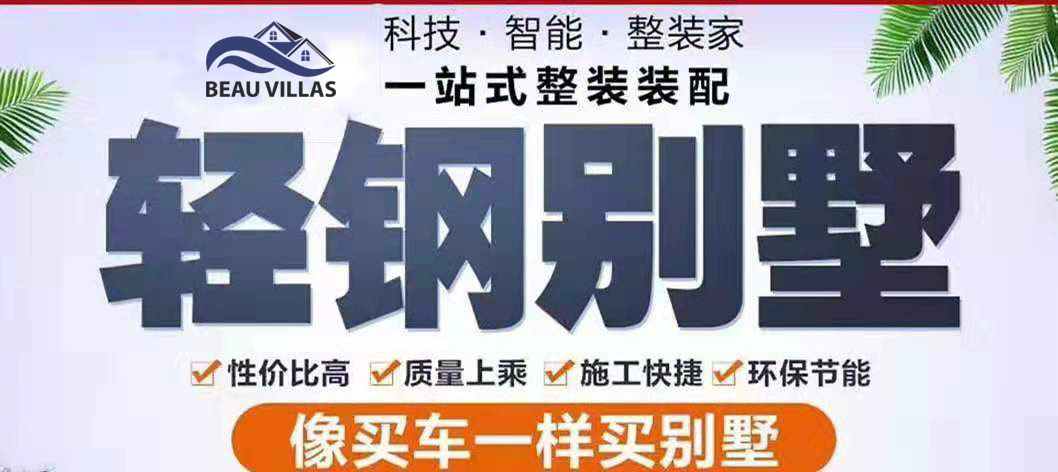 科技·智能·整装家
BEAU VILLAS
一站式整装装配
轻钢别墅
性价比高 质量上乘 施工快捷 环保节能
像买车一样买别墅